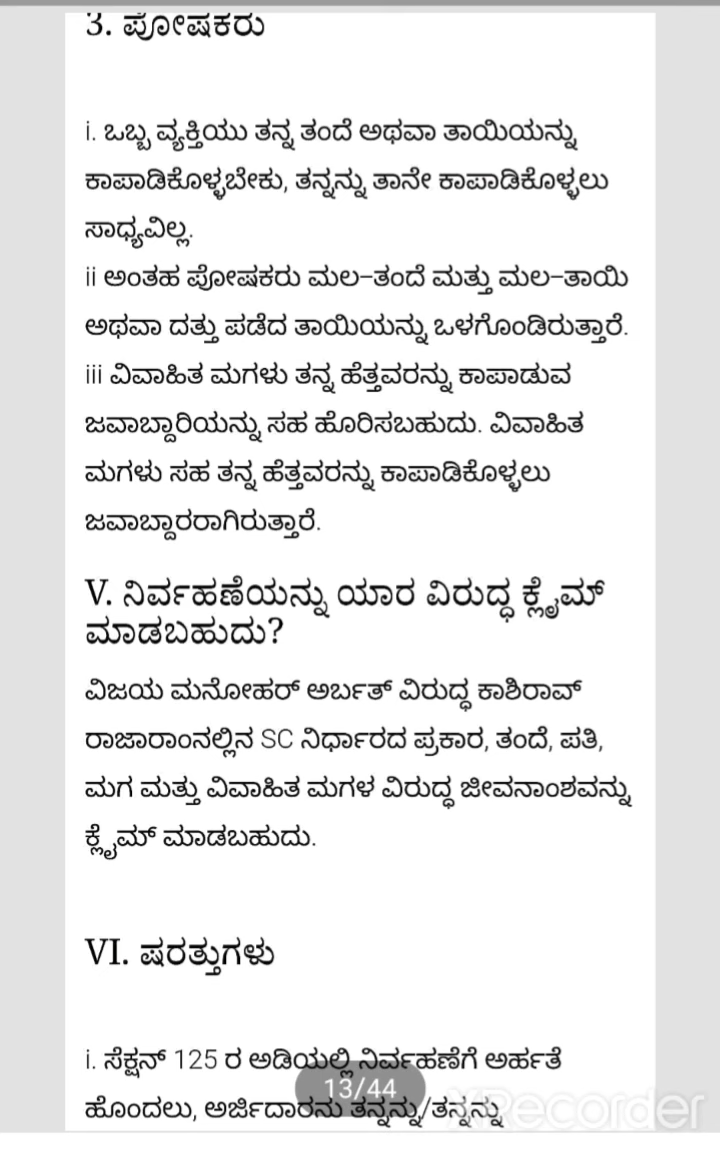 3. ಪೋಷಕರು
i. ಒಬ್ಬ ವ್ಯಕ್ತಿಯು ತನ್ನ ತಂದೆ ಅಥವಾ ತಾಯಿಯನ್ನು
ಕಾಪಾಡಿಕೊಳ್ಳಬೇಕು, ತನ್ನನ್ನು ತಾನೇ ಕಾಪಾಡಿಕೊಳ್ಳಲು
ಸಾಧ್ಯವಿಲ್ಲ.
ii ಅಂತಹ ಪೋಷಕರು ಮಲ-ತಂದೆ ಮತ್ತು ಮಲ-ತಾಯಿ
ಅಥವಾ ದತ್ತು ಪಡೆದ ತಾಯಿಯನ್ನು ಒಳಗೊಂಡಿರುತ್ತಾರೆ.
iii ವಿವಾಹಿತ ಮಗಳು ತನ್ನ ಹೆತ್ತವರನ್ನು ಕಾಪಾಡುವ
ಜವಾಬ್ದಾರಿಯನ್ನು ಸಹ ಹೊರಿಸಬಹುದು. ವಿವಾಹಿತ
ಮಗಳು ಸಹ ತನ್ನ ಹೆತ್ತವರನ್ನು ಕಾಪಾಡಿಕೊಳ್ಳಲು
ಜವಾಬ್ದಾರರಾಗಿರುತ್ತಾರೆ.
V. ನಿರ್ವಹಣೆಯನ್ನು ಯಾರ ವಿರುದ್ಧ ಕ್ಲೈಮ್
ಮಾಡಬಹುದು?
ವಿಜಯ ಮನೋಹರ್ ಅರ್ಬತ್ ವಿರುದ್ಧ ಕಾಶಿರಾವ್
ರಾಜಾರಾಂನಲ್ಲಿನ SC ನಿರ್ಧಾರದ ಪ್ರಕಾರ, ತಂದೆ, ಪತಿ,
ಮಗ ಮತ್ತು ವಿವಾಹಿತ ಮಗಳ ವಿರುದ್ಧ ಜೀವನಾಂಶವನ್ನು
ಕ್ಲೈಮ್ ಮಾಡಬಹುದು.
VI. ಷರತ್ತುಗಳು
i. ಸೆಕ್ಷನ್ 125 ರ ಅಡಿಯಲ್ಲಿ ನಿರ್ವಹಣೆಗೆ ಅರ್ಹತೆ
13/44
ಹೊಂದಲು, ಅರ್ಜಿದಾರನು ತನ್ನನ್ನು/ತನ್ನನ್ನು
XRecorder